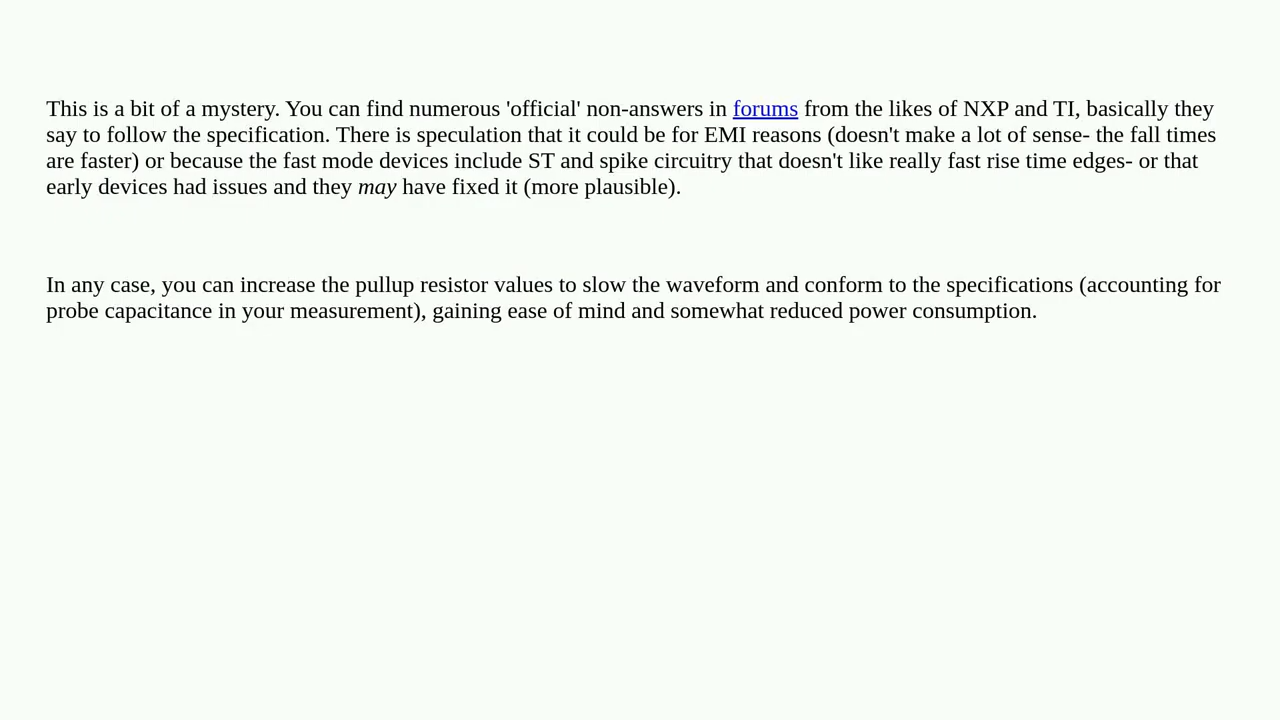 This is a bit of a mystery. You can find numerous 'official' non-answers in forums from the likes of NXP and TI, basically they
say to follow the specification. There is speculation that it could be for EMI reasons (doesn't make a lot of sense- the fall times
are faster) or because the fast mode devices include ST and spike circuitry that doesn't like really fast rise time edges- or that
early devices had issues and they may have fixed it (more plausible).
In any case, you can increase the pullup resistor values to slow the waveform and conform to the specifications (accounting for
probe capacitance in your measurement), gaining ease of mind and somewhat reduced power consumption.